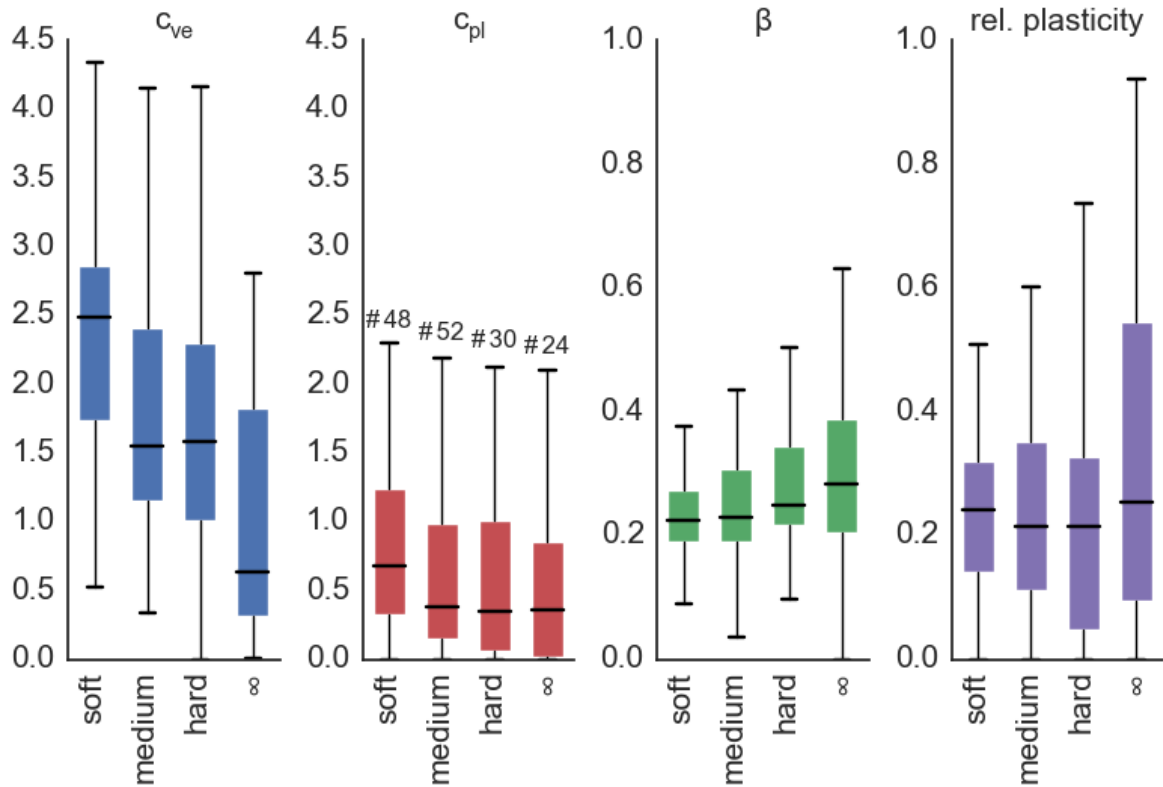 c_ve c_pl β rel. plasticity
4.5 4.5 1.0 1.0
4.0 4.0
3.5 3.5 0.8 0.8
3.0 3.0
0.6 0.6
2.5 2.5
#48 #52 #30 #24
2.0 2.0
0.4 0.4
1.5 1.5
1.0 1.0
0.2 0.2
0.5 0.5
0.0 0.0 0.0 0.0
soft medium hard ∞ soft medium hard ∞ soft medium hard ∞ soft medium hard ∞